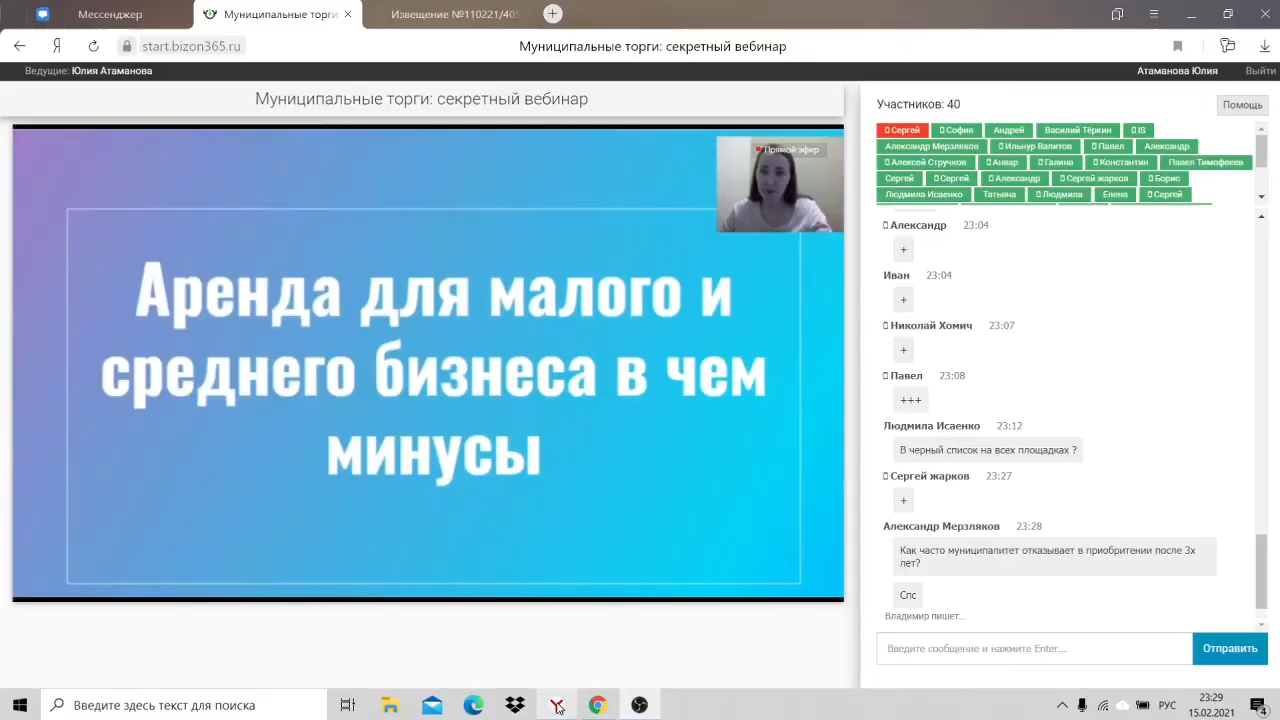 Мессенджер
Муниципальные торги:
Извещение №110221/405
start.bizon365.ru
Муниципальные торги: секретный вебинар
Ведущие: Юлия Атаманова
Атаманова Юлия
Выйти
Муниципальные торги: секретный вебинар
Прямой эфир
Аренда для малого и
среднего бизнеса в чем
минусы
Участников: 40
Помощь
Сергей София Андрей Василий Тёркин IS
Александр Мерзляков Ильнур Валитов Павел Александр
Алексей Стручков Анвар Галина Константин Павел Тимофеев
Сергей Сергей Александр Сергей жарков Борис
Людмила Исаенко Татьяна Людмила Елена Сергей
Александр 23:04
+
Иван 23:04
+
Николай Хомич 23:07
+
Павел 23:08
+++
Людмила Исаенко 23:12
В черный список на всех площадках ?
Сергей жарков 23:27
+
Александр Мерзляков 23:28
Как часто муниципалитет отказывает в приобритении после 3х
лет?
Спс
Владимир пишет...
Введите сообщение и нажмите Enter...
Отправить
Введите здесь текст для поиска
РУС
23:29
15.02.2021
4